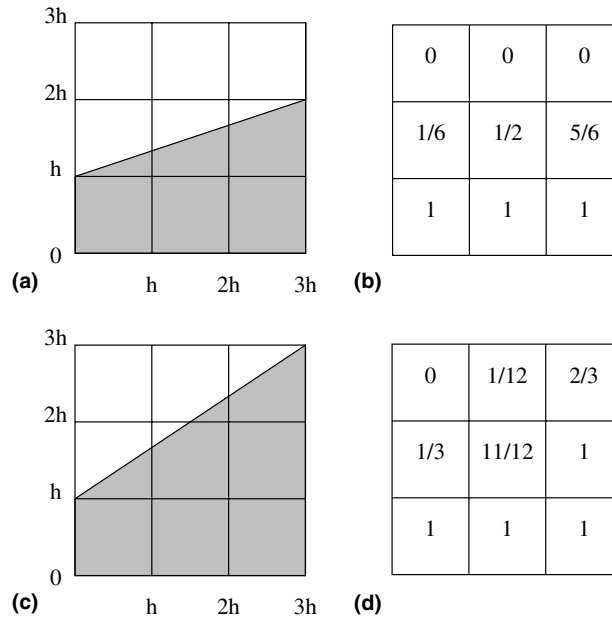 3h
2h
h
0
h 2h 3h
(a)
0 0 0
1/6 1/2 5/6
1 1 1
(b)
3h
2h
h
0
h 2h 3h
(c)
0 1/12 2/3
1/3 11/12 1
1 1 1
(d)